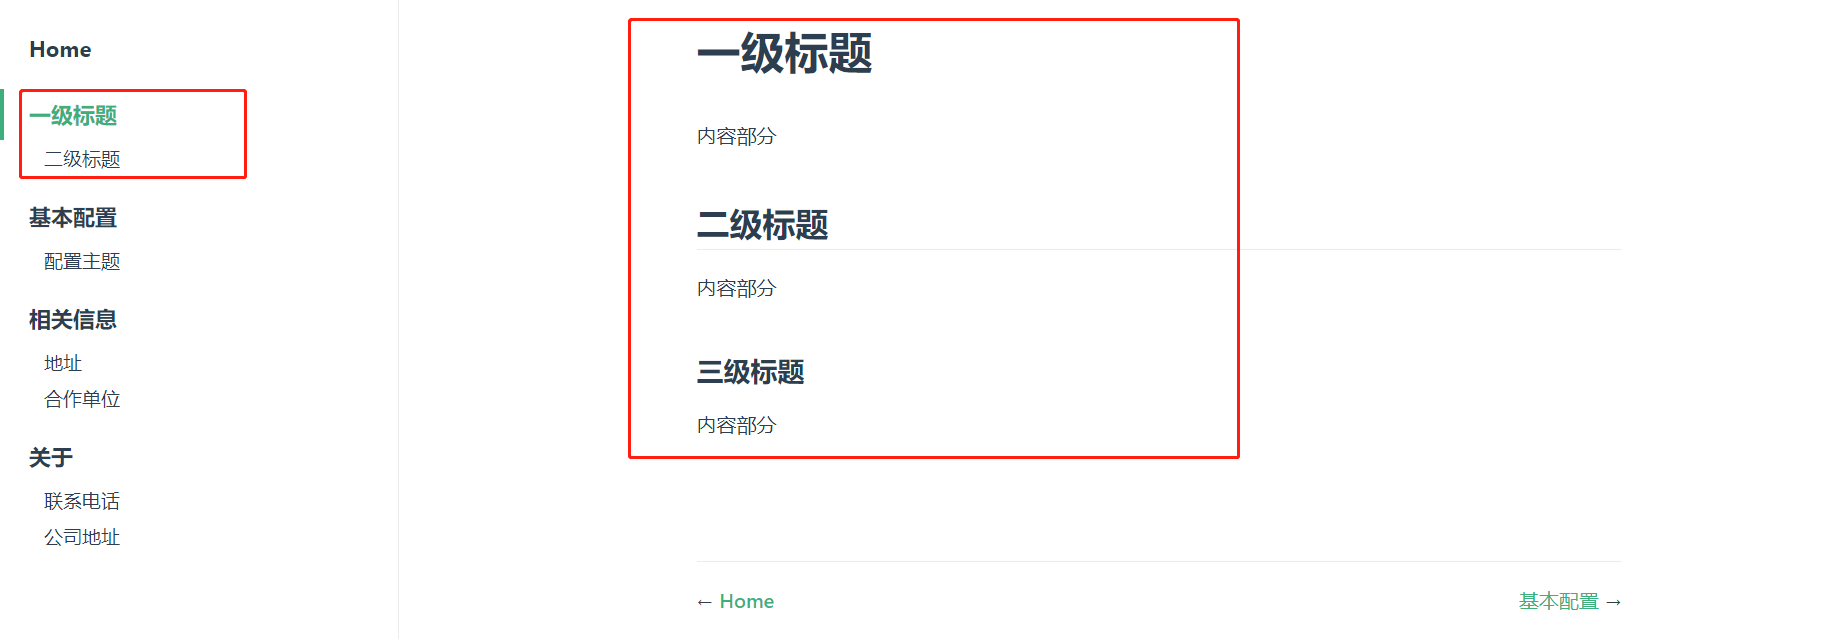 Home
一级标题
二级标题
基本配置
配置主题
相关信息
地址
合作单位
关于
联系电话
公司地址
一级标题
内容部分
二级标题
内容部分
三级标题
内容部分
← Home
基本配置 →